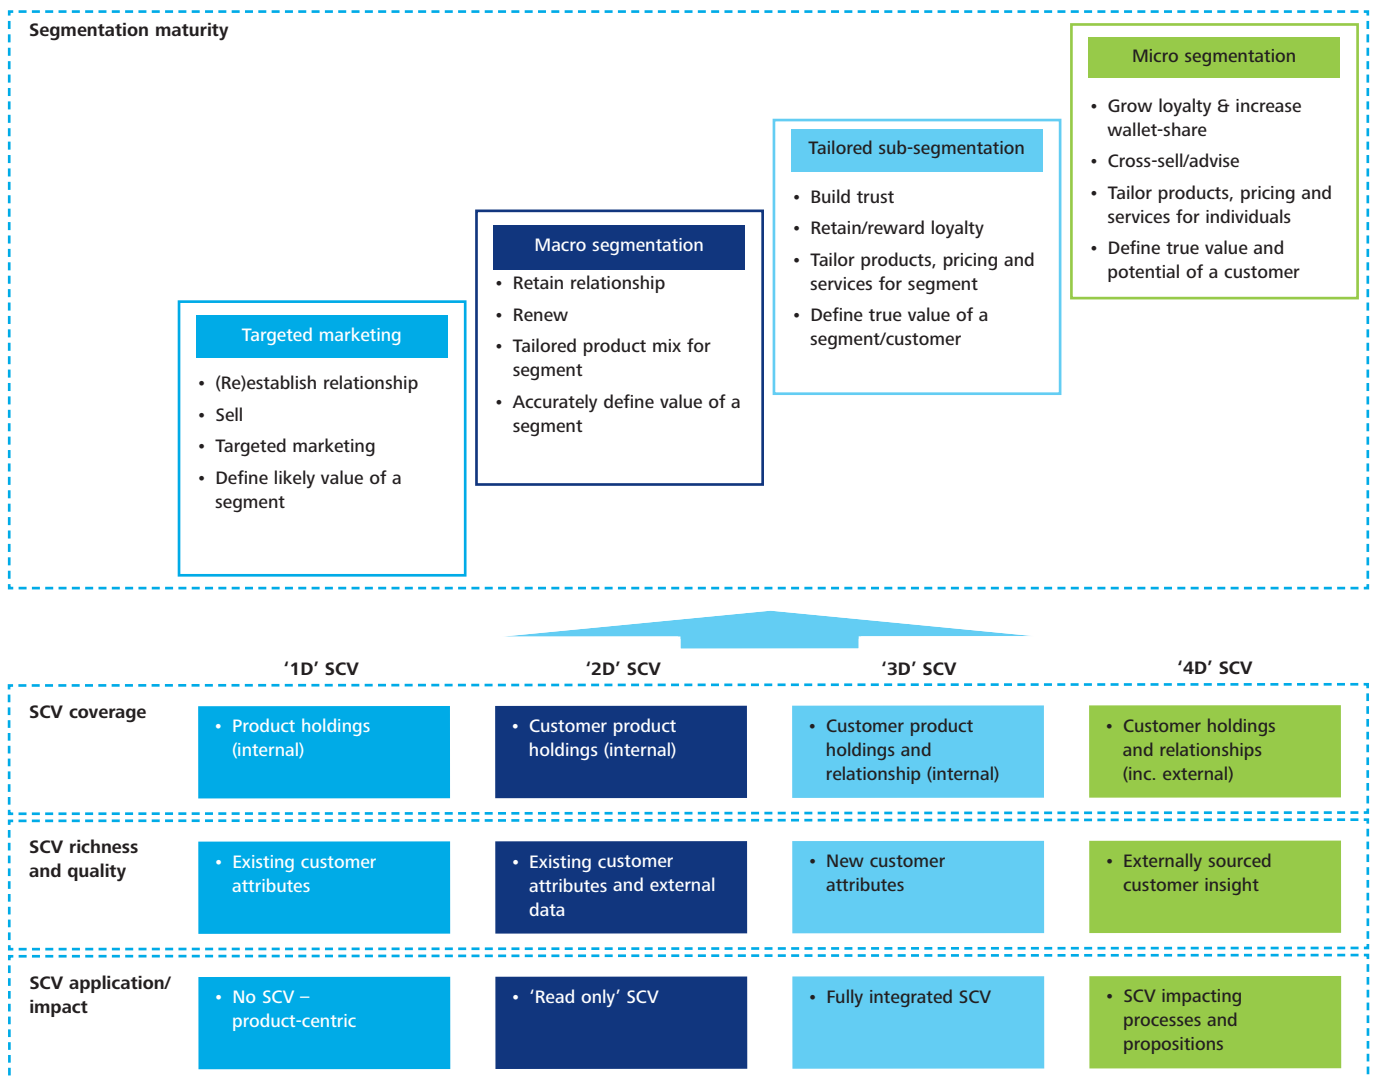 Segmentation maturity
Micro segmentation
• Grow loyalty & increase
wallet-share
• Cross-sell/advise
• Tailor products, pricing and
services for individuals
• Define true value and
potential of a customer
Tailored sub-segmentation
• Build trust
• Retain/reward loyalty
• Tailor products, pricing and
services for segment
• Define true value of a
segment/customer
Macro segmentation
• Retain relationship
• Renew
• Tailored product mix for
segment
• Accurately define value of a
segment
Targeted marketing
• (Re)establish relationship
• Sell
• Targeted marketing
• Define likely value of a
segment
‘1D’ SCV
‘2D’ SCV
‘3D’ SCV
‘4D’ SCV
SCV coverage
• Product holdings
(internal)
• Customer product
holdings (internal)
• Customer product
holdings and
relationship (internal)
• Customer holdings
and relationships
(inc. external)
SCV richness
and quality
• Existing customer
attributes
• Existing customer
attributes and external
data
• New customer
attributes
• Externally sourced
customer insight
SCV application/
impact
• No SCV –
product-centric
• ‘Read only’ SCV
• Fully integrated SCV
• SCV impacting
processes and
propositions